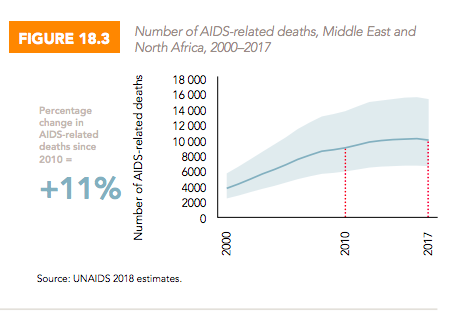 FIGURE 18.3
Number of AIDS-related deaths, Middle East and
North Africa, 2000–2017
Percentage
change in
AIDS-related
deaths since
2010 =
+11%
Number of AIDS-related deaths
18 000
16 000
14 000
12 000
10 000
8000
6000
4000
2000
0
2000
2010
2017
Source: UNAIDS 2018 estimates.